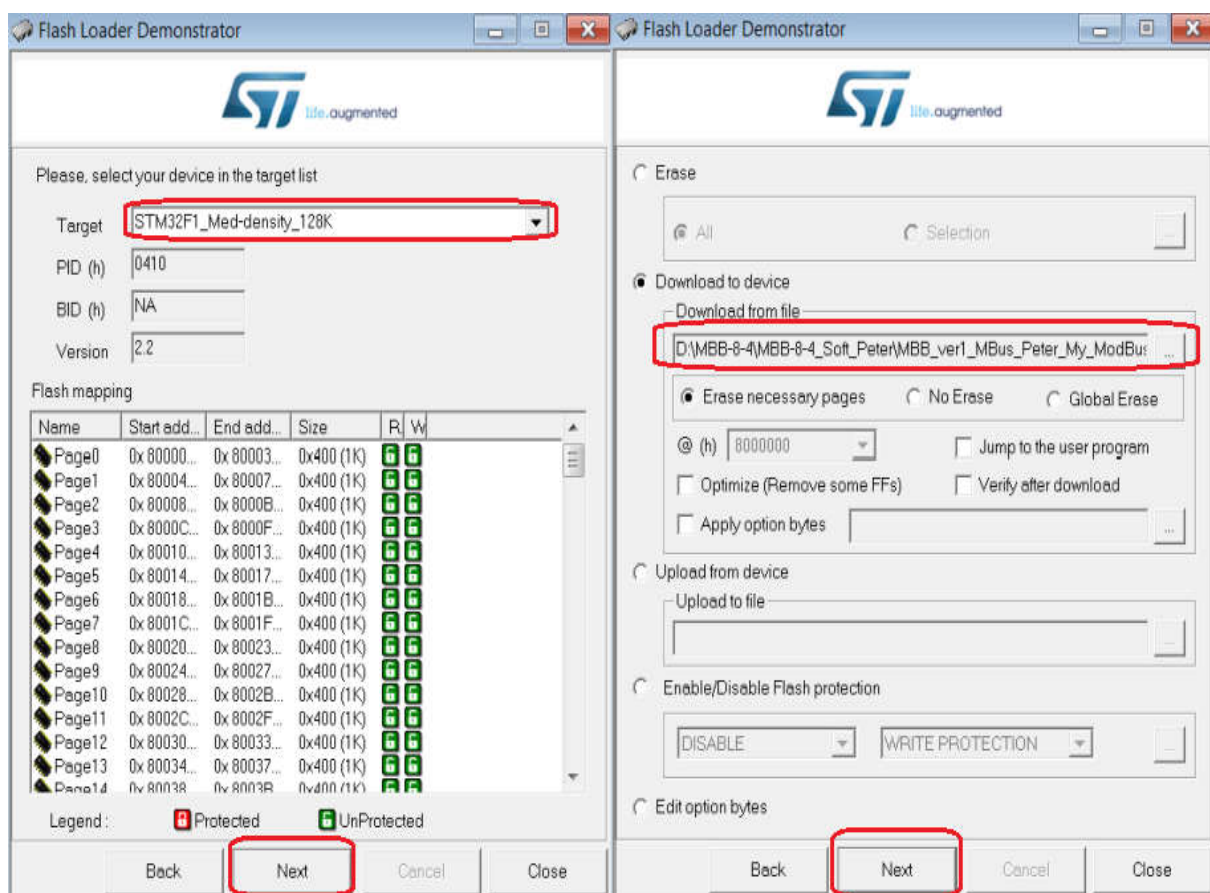 Flash Loader Demonstrator
life.augmented
Please, select your device in the target list
Target STM32F1_Med-density_128K
PID (h) 0410
BID (h) NA
Version 2.2
Flash mapping
Name Start add... End add... Size R. W
Page0 0x 80000... 0x 80003... 0x400 (1K)
Page1 0x 80004... 0x 80007... 0x400 (1K)
Page2 0x 80008... 0x 8000B... 0x400 (1K)
Page3 0x 8000C... 0x 8000F... 0x400 (1K)
Page4 0x 80010... 0x 80013... 0x400 (1K)
Page5 0x 80014... 0x 80017... 0x400 (1K)
Page6 0x 80018... 0x 8001B... 0x400 (1K)
Page7 0x 8001C... 0x 8001F... 0x400 (1K)
Page8 0x 80020... 0x 80023... 0x400 (1K)
Page9 0x 80024... 0x 80027... 0x400 (1K)
Page10 0x 80028... 0x 8002B... 0x400 (1K)
Page11 0x 8002C... 0x 8002F... 0x400 (1K)
Page12 0x 80030... 0x 80033... 0x400 (1K)
Page13 0x 80034... 0x 80037... 0x400 (1K)
Page14 0x 80038... 0x 8003B... 0x400 (1K)
Legend : Protected UnProtected
Back Next Cancel Close
Flash Loader Demonstrator
life.augmented
Erase
All Selection ...
Download to device
Download from file
D:\MBB-8-4\MBB-8-4_Soft_Peter\MBB_ver1_MBus_Peter_My_ModBus ...
Erase necessary pages No Erase Global Erase
@ (h) 8000000 Jump to the user program
Optimize (Remove some FFs) Verify after download
Apply option bytes ...
Upload from device
Upload to file
...
Enable/Disable Flash protection
DISABLE WRITE PROTECTION ...
Edit option bytes
Back Next Cancel Close